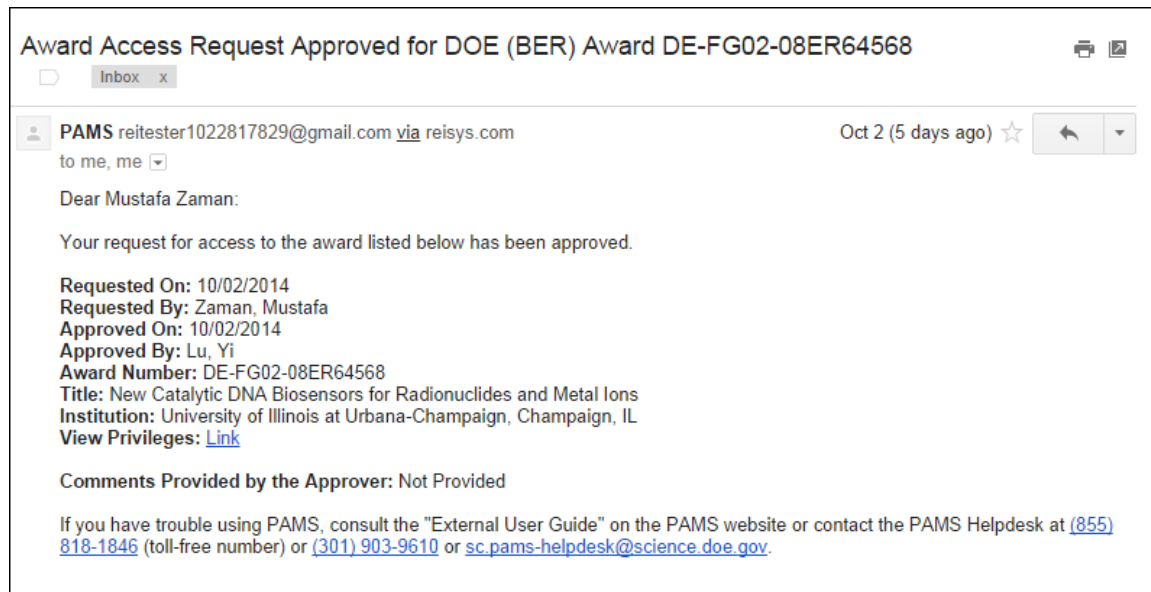 Award Access Request Approved for DOE (BER) Award DE-FG02-08ER64568
Inbox x
PAMS reitester1022817829@gmail.com via reisys.com
Oct 2 (5 days ago)
to me, me
Dear Mustafa Zaman:
Your request for access to the award listed below has been approved.
Requested On: 10/02/2014
Requested By: Zaman, Mustafa
Approved On: 10/02/2014
Approved By: Lu, Yi
Award Number: DE-FG02-08ER64568
Title: New Catalytic DNA Biosensors for Radionuclides and Metal Ions
Institution: University of Illinois at Urbana-Champaign, Champaign, IL
View Privileges: Link
Comments Provided by the Approver: Not Provided
If you have trouble using PAMS, consult the "External User Guide" on the PAMS website or contact the PAMS Helpdesk at (855)
818-1846 (toll-free number) or (301) 903-9610 or sc.pams-helpdesk@science.doe.gov.